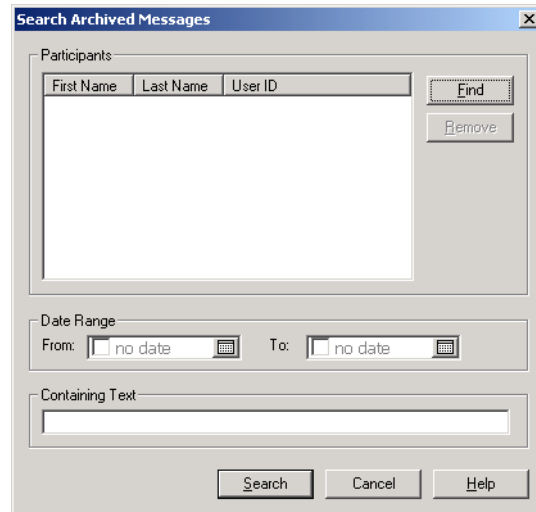 Search Archived Messages
Participants
First Name Last Name User ID
Find
Remove
Date Range
From: no date To: no date
Containing Text
Search Cancel Help